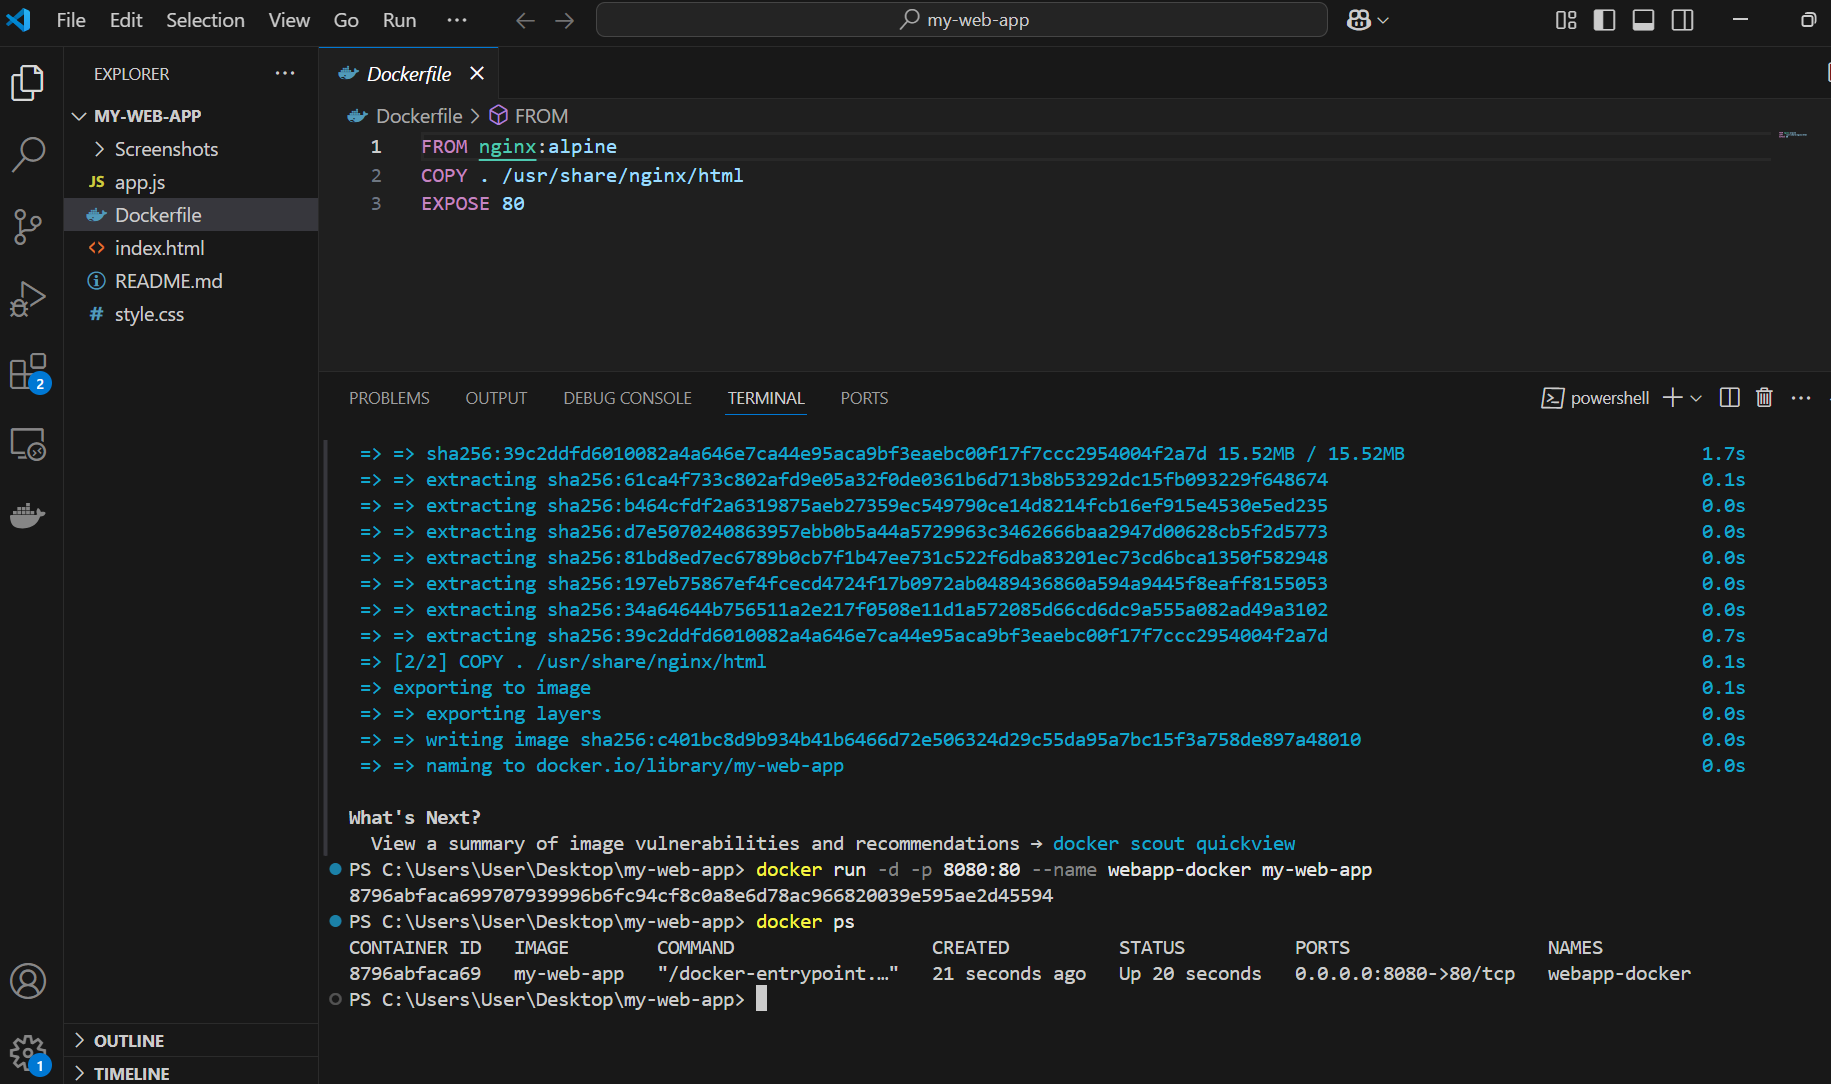 File Edit Selection View Go Run ···
my-web-app
EXPLORER ···
MY-WEB-APP
Screenshots
JS app.js
Dockerfile
<> index.html
README.md
# style.css
2
1
OUTLINE
TIMELINE
Dockerfile
Dockerfile > FROM
1 FROM nginx:alpine
2 COPY . /usr/share/nginx/html
3 EXPOSE 80
PROBLEMS OUTPUT DEBUG CONSOLE TERMINAL PORTS powershell
=> => sha256:39c2ddfd6010082a4a646e7ca44e95aca9bf3eaebc00f17f7ccc2954004f2a7d 15.52MB / 15.52MB 1.7s
=> => extracting sha256:61ca4f733c802afd9e05a32f0de0361b6d713b8b53292dc15fb093229f648674 0.1s
=> => extracting sha256:b464cfdf2a6319875aeb27359ec549790ce14d8214fcb16ef915e4530e5ed235 0.0s
=> => extracting sha256:d7e5070240863957ebb0b5a44a5729963c3462666baa2947d00628cb5f2d5773 0.0s
=> => extracting sha256:81bd8ed7ec6789b0cb7f1b47ee731c522f6dba83201ec73cd6bca1350f582948 0.0s
=> => extracting sha256:197eb75867ef4fcecd4724f17b0972ab0489436860a594a9445f8eaff8155053 0.0s
=> => extracting sha256:34a64644b756511a2e217f0508e11d1a572085d66cd6dc9a555a082ad49a3102 0.0s
=> => extracting sha256:39c2ddfd6010082a4a646e7ca44e95aca9bf3eaebc00f17f7ccc2954004f2a7d 0.7s
=> [2/2] COPY . /usr/share/nginx/html 0.1s
=> exporting to image 0.1s
=> => exporting layers 0.0s
=> => writing image sha256:c401bc8d9b934b41b6466d72e506324d29c55da95a7bc15f3a758de897a48010 0.0s
=> => naming to docker.io/library/my-web-app 0.0s
What's Next?
View a summary of image vulnerabilities and recommendations → docker scout quickview
PS C:\Users\User\Desktop\my-web-app> docker run -d -p 8080:80 --name webapp-docker my-web-app
8796abfaca699707939996b6fc94cf8c0a8e6d78ac966820039e595ae2d45594
PS C:\Users\User\Desktop\my-web-app> docker ps
CONTAINER ID IMAGE COMMAND CREATED STATUS PORTS NAMES
8796abfaca69 my-web-app "/docker-entrypoint.…" 21 seconds ago Up 20 seconds 0.0.0.0:8080->80/tcp webapp-docker
PS C:\Users\User\Desktop\my-web-app>